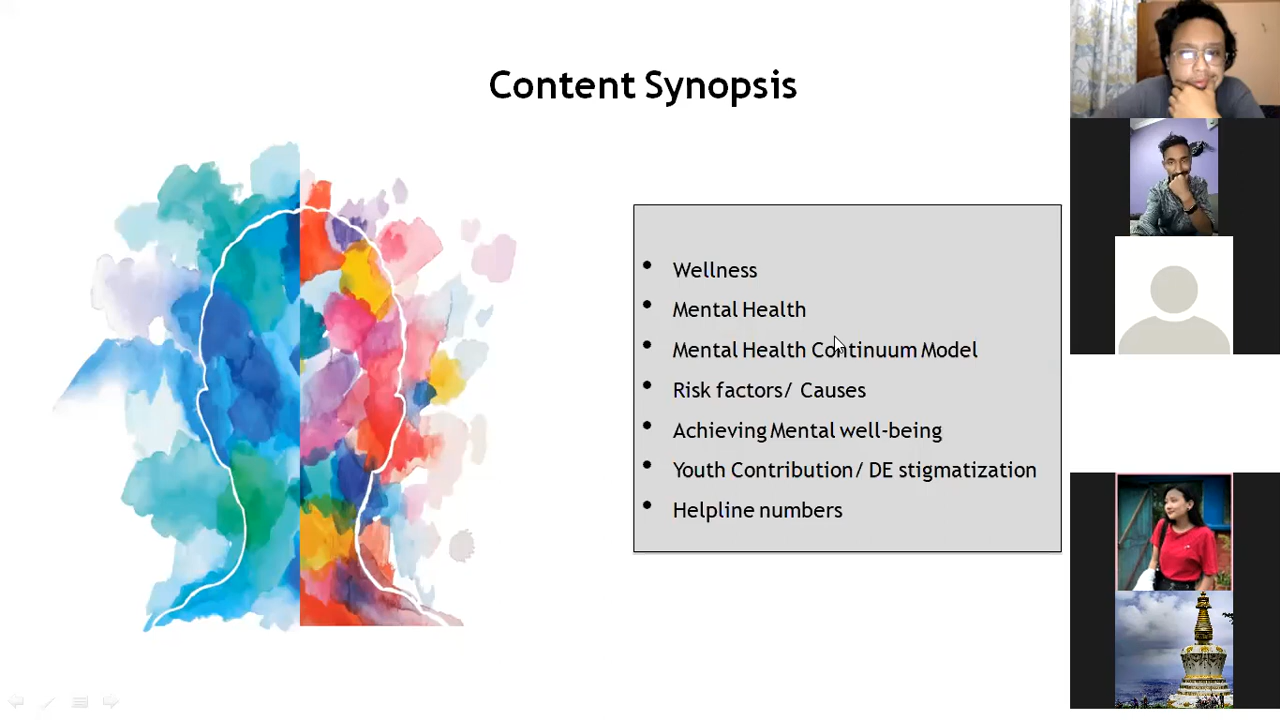 Content Synopsis
Wellness
Mental Health
Mental Health Continuum Model
Risk factors/ Causes
Achieving Mental well-being
Youth Contribution/ DE stigmatization
Helpline numbers